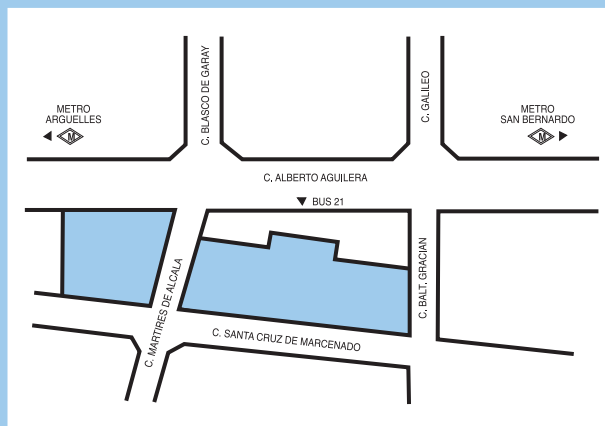 C. BLASCO DE GARAY
C. GALILEO
METRO
ARGUELLES
M
METRO
SAN BERNARDO
M
C. ALBERTO AGUILERA
BUS 21
C. MARTIRES DE ALCALA
C. BALT. GRACIAN
C. SANTA CRUZ DE MARCENADO